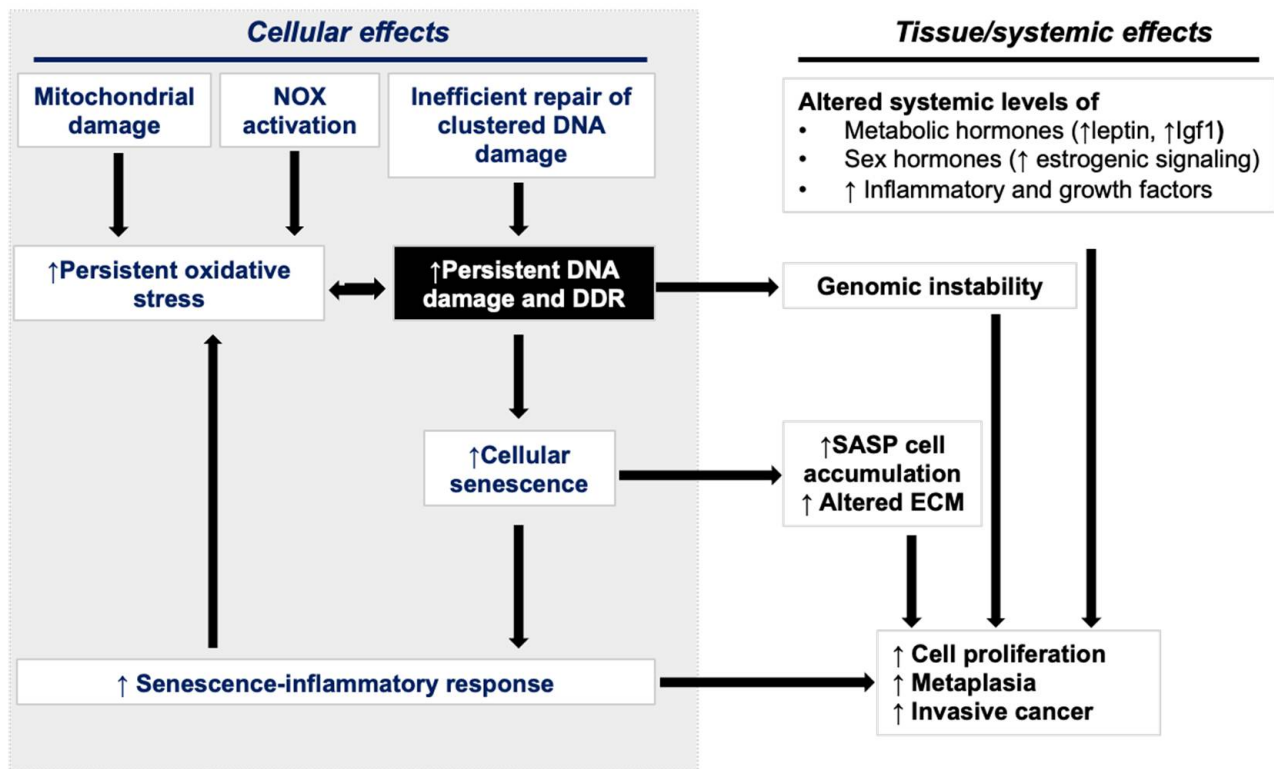 Cellular effects
Mitochondrial
damage
NOX
activation
Inefficient repair of
clustered DNA
damage
↑Persistent oxidative
stress
↑Persistent DNA
damage and DDR
↑Cellular
senescence
↑ Senescence-inflammatory response
Tissue/systemic effects
Altered systemic levels of
• Metabolic hormones (↑leptin, ↑Igf1)
• Sex hormones (↑ estrogenic signaling)
• ↑ Inflammatory and growth factors
Genomic instability
↑SASP cell
accumulation
↑ Altered ECM
↑ Cell proliferation
↑ Metaplasia
↑ Invasive cancer